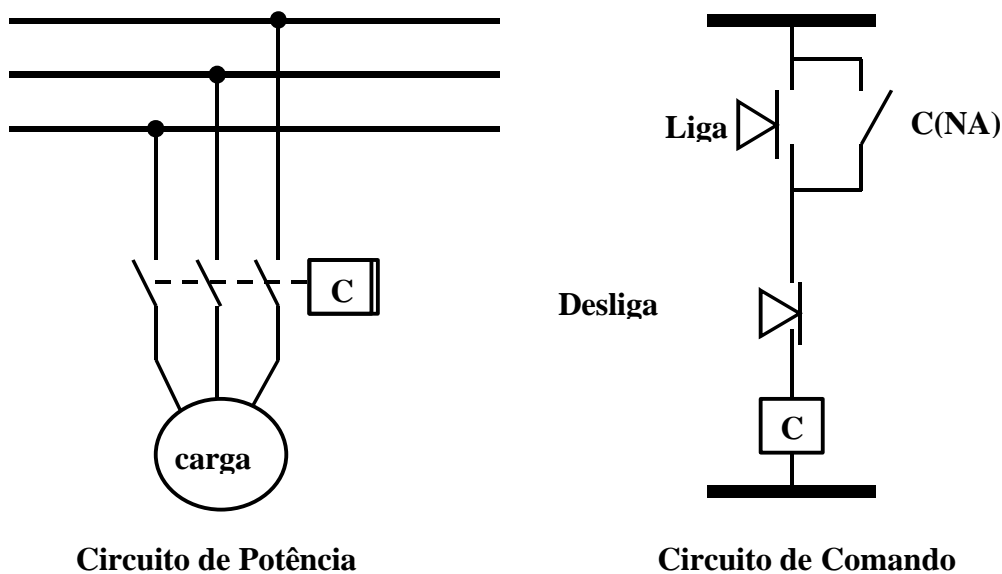 Liga
C(NA)
C
Desliga
C
carga
Circuito de Potência
Circuito de Comando